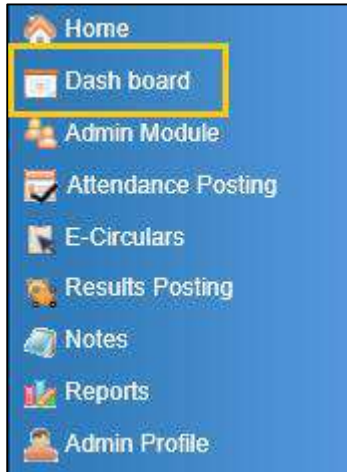 Home
Dash board
Admin Module
Attendance Posting
E-Circulars
Results Posting
Notes
Reports
Admin Profile